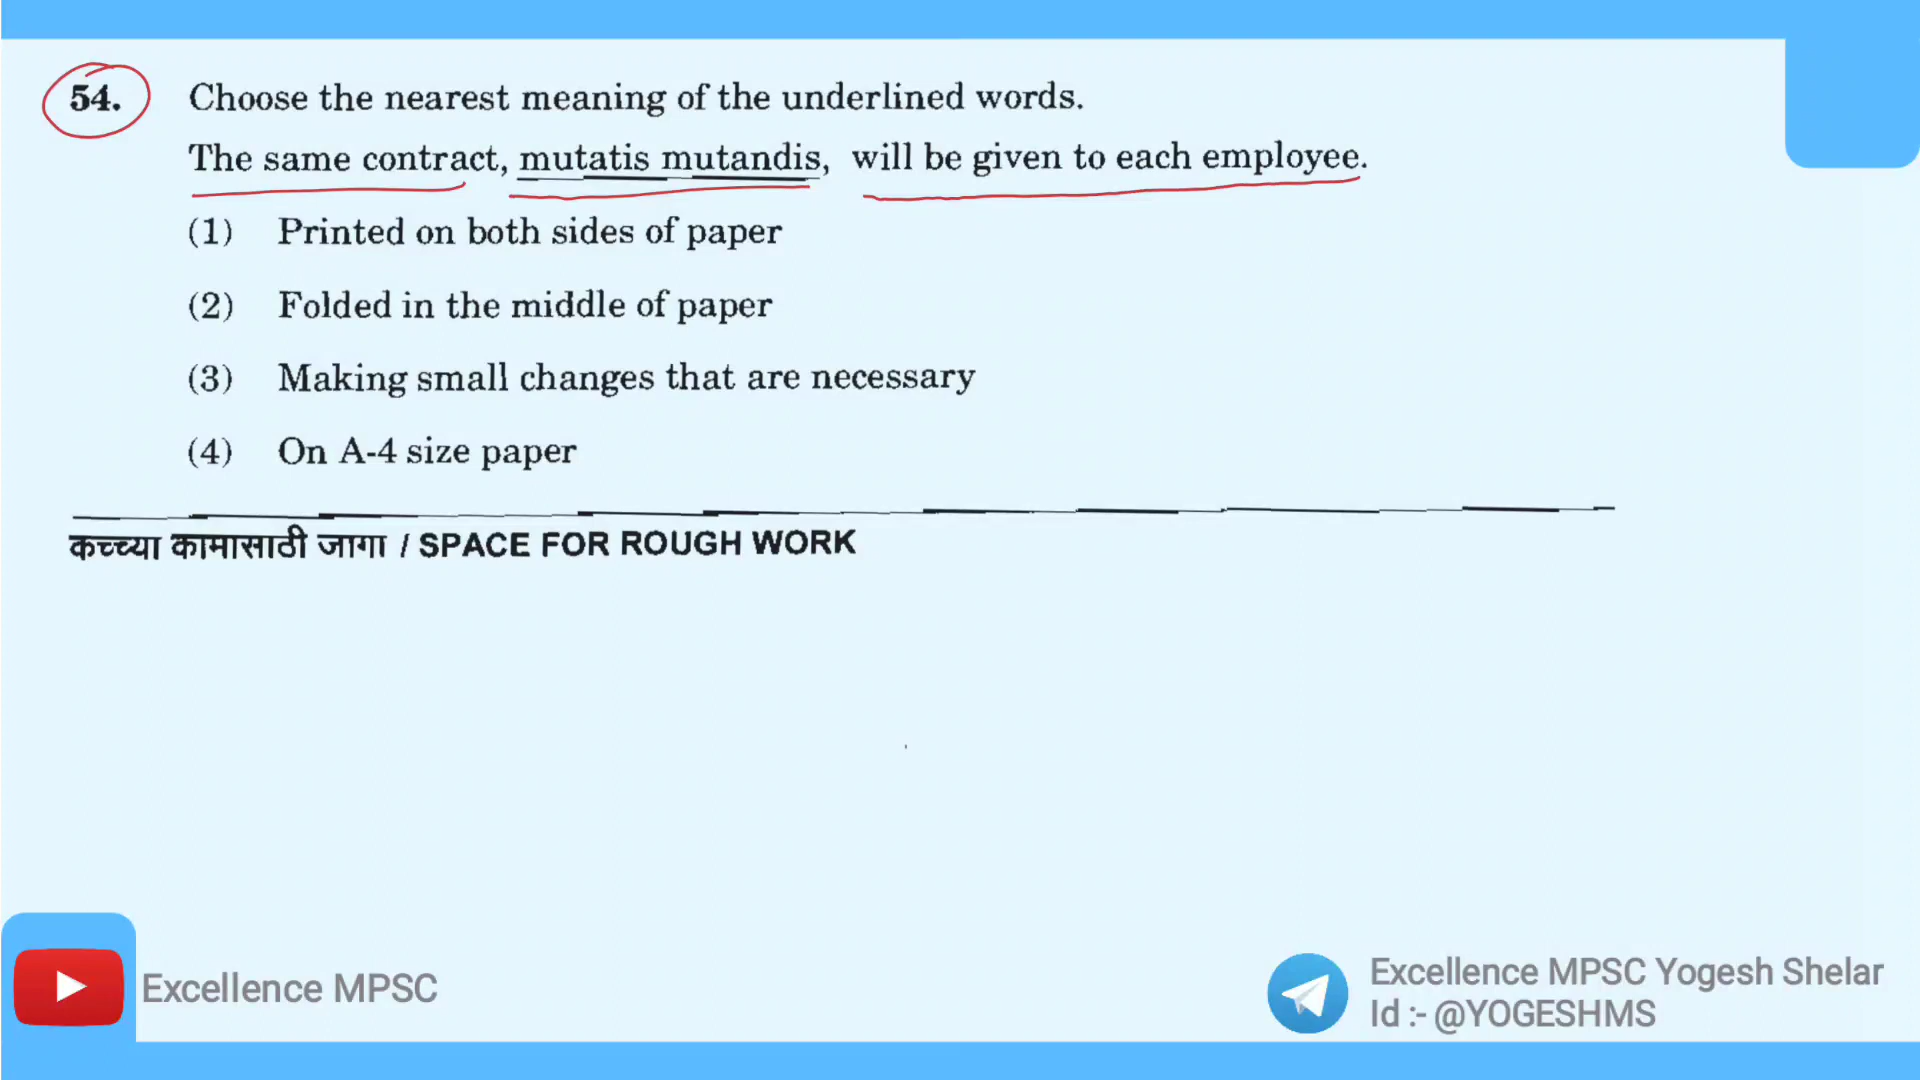 54. Choose the nearest meaning of the underlined words.
The same contract, mutatis mutandis, will be given to each employee.
(1) Printed on both sides of paper
(2) Folded in the middle of paper
(3) Making small changes that are necessary
(4) On A-4 size paper
कच्च्या कामासाठी जागा / SPACE FOR ROUGH WORK
Excellence MPSC
Excellence MPSC Yogesh Shelar
Id :- @YOGESHMS